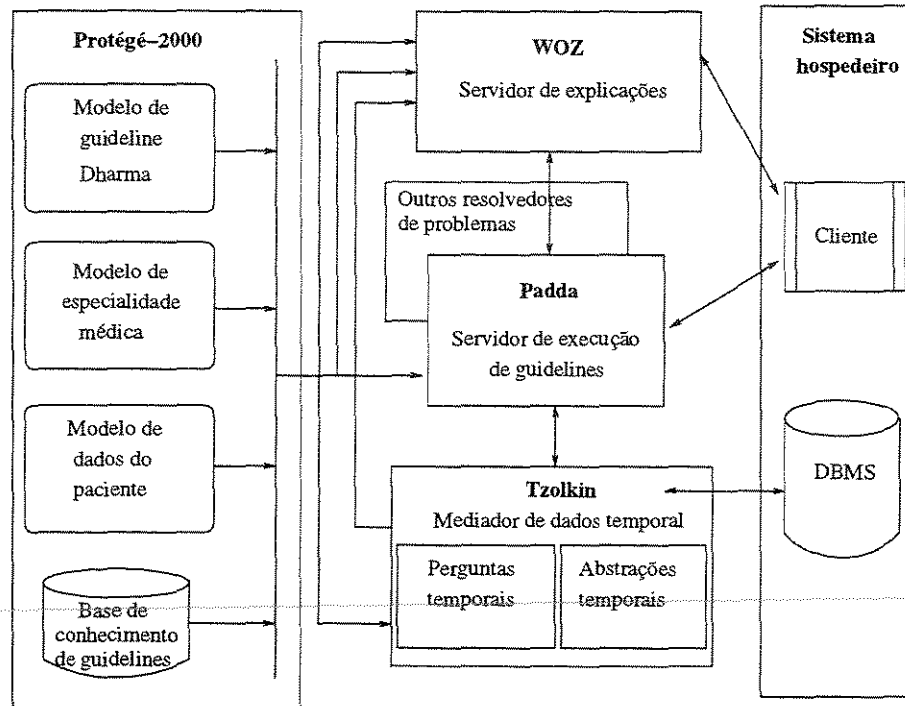 Protégé–2000
Modelo de
guideline
Dharma
Modelo de
especialidade
médica
Modelo de
dados do
paciente
Base de
conhecimento
de guidelines
WOZ
Servidor de explicações
Outros resolvedores
de problemas
Padda
Servidor de execução
de guidelines
Tzolkin
Mediador de dados temporal
Perguntas
temporais
Abstrações
temporais
Sistema
hospedeiro
Cliente
DBMS